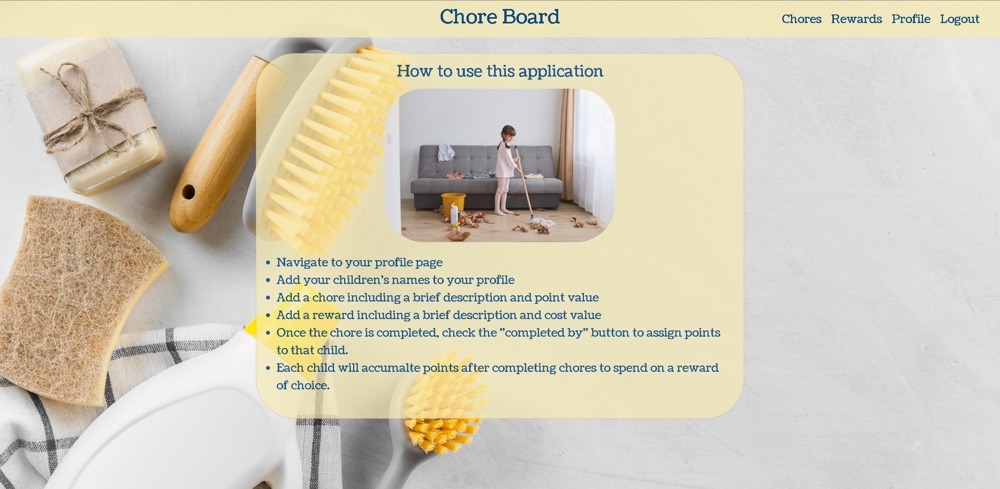 Chore Board
Chores Rewards Profile Logout
How to use this application
Navigate to your profile page
Add your children's names to your profile
Add a chore including a brief description and point value
Add a reward including a brief description and cost value
Once the chore is completed, check the "completed by" button to assign points
to that child.
Each child will accumalte points after completing chores to spend on a reward
of choice.